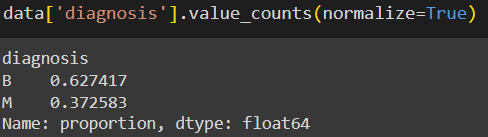 data['diagnosis'].value_counts(normalize=True)
diagnosis
B    0.627417
M    0.372583
Name: proportion, dtype: float64